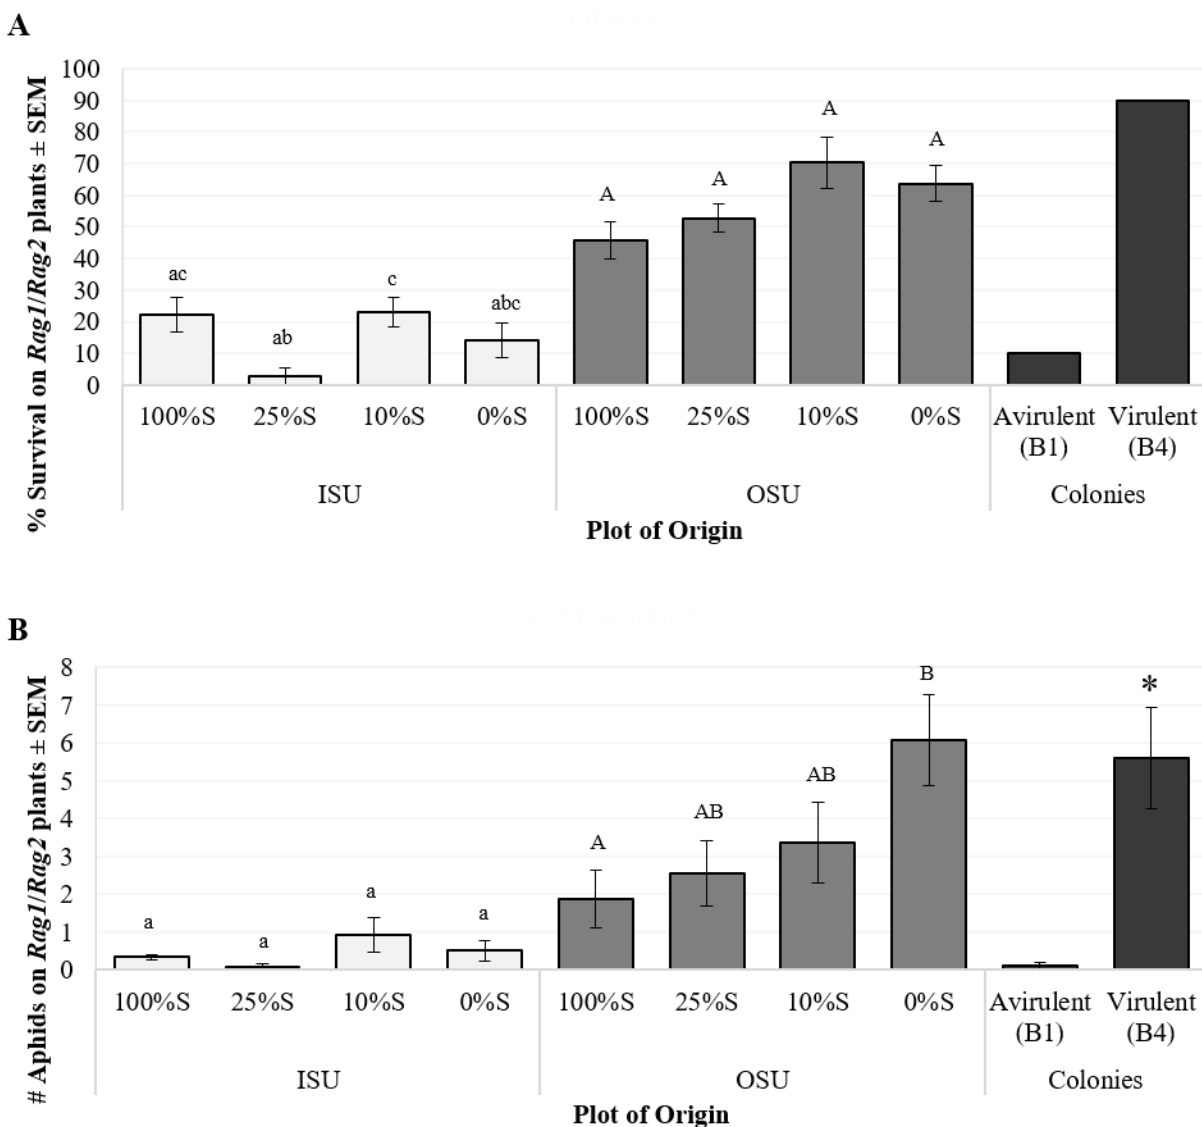 A
% Survival on Rag1/Rag2 plants ± SEM
100
90
80
70
60
50
40
30
20
10
0
ac
ab
c
abc
A
A
A
A
100%S 25%S 10%S 0%S 100%S 25%S 10%S 0%S Avirulent Virulent
(B1) (B4)
ISU OSU Colonies
Plot of Origin
B
# Aphids on Rag1/Rag2 plants ± SEM
8
7
6
5
4
3
2
1
0
a
a
a
a
A
AB
AB
B
*
100%S 25%S 10%S 0%S 100%S 25%S 10%S 0%S Avirulent Virulent
(B1) (B4)
ISU OSU Colonies
Plot of Origin